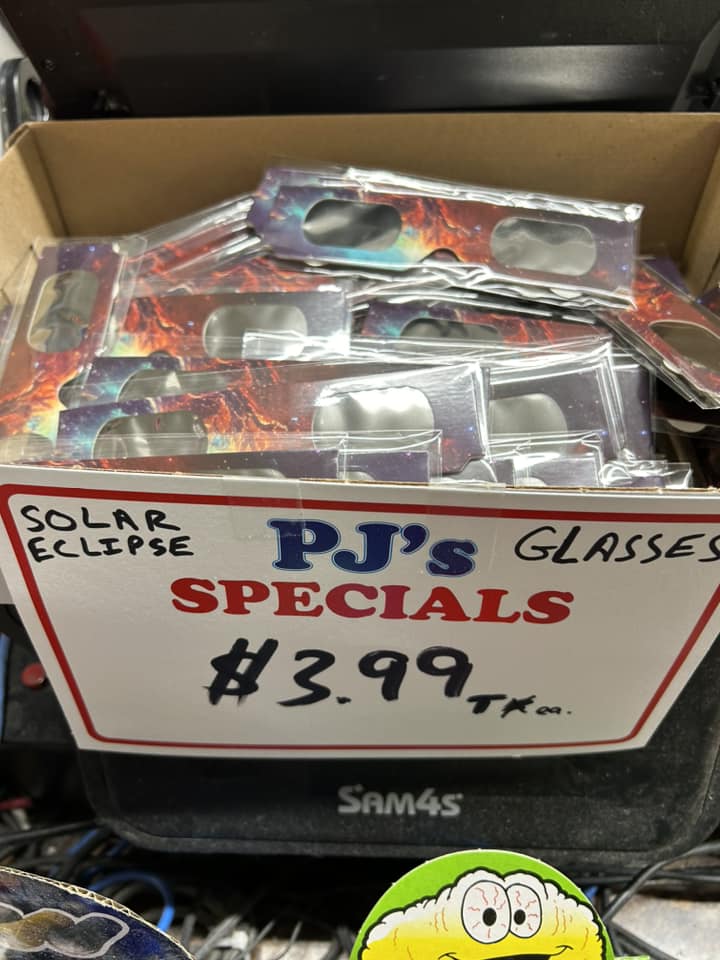 SOLAR
ECLIPSE
PJ's
GLASSES
SPECIALS
$3.99 TX ea.
SAM4S